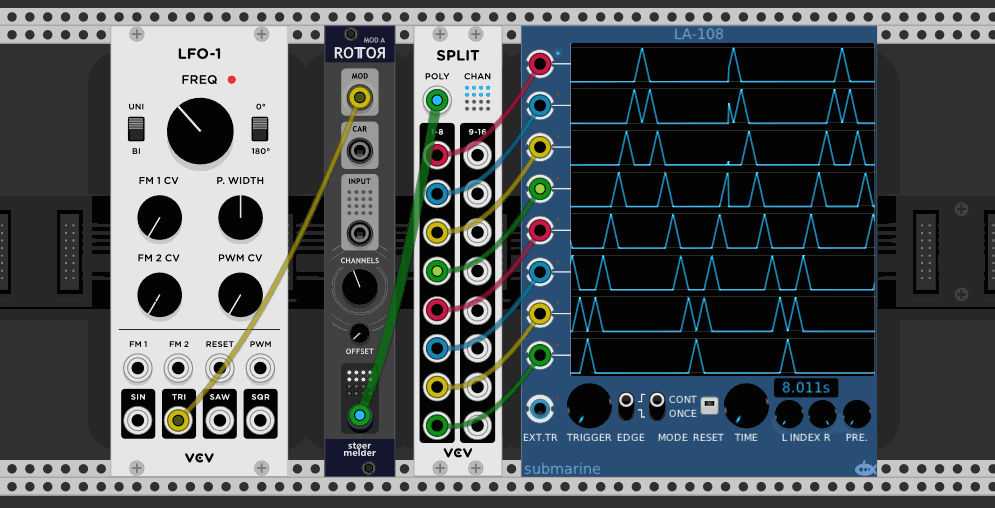 LFO-1
FREQ
UNI
BI
0°
180°
FM 1 CV
P. WIDTH
FM 2 CV
PWM CV
FM 1
FM 2
RESET
PWM
SIN
TRI
SAW
SQR
VCV
MOD A
ROTOR
MOD
CAR
INPUT
CHANNELS
OFFSET
støer
melder
SPLIT
POLY
CHAN
1-8
9-16
VCV
LA-108
8.011s
CONT
ONCE
EXT.TR
TRIGGER
EDGE
MODE
RESET
TIME
L INDEX R
PRE.
submarine